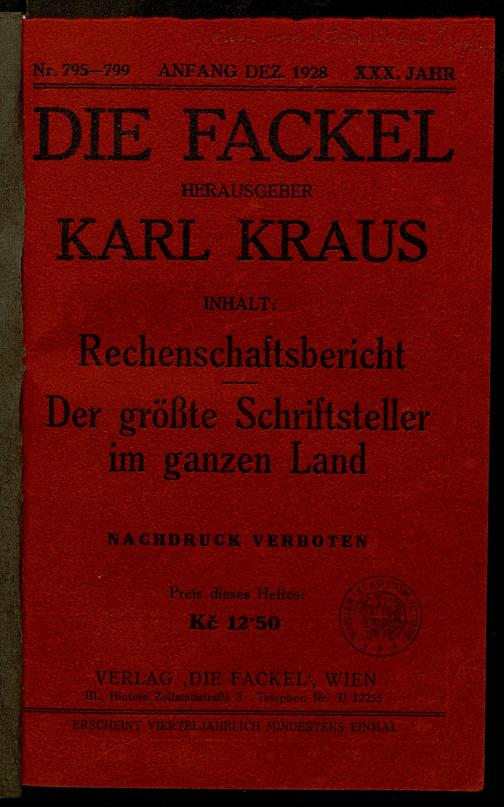 Nr. 795—799 ANFANG DEZ. 1928 XXX. JAHR
DIE FACKEL
HERAUSGEBER
KARL KRAUS
INHALT:
Rechenschaftsbericht
Der größte Schriftsteller
im ganzen Land
NACHDRUCK VERBOTEN
Preis dieses Heftes:
Kč 12·50
VERLAG ‚DIE FACKEL‘, WIEN
III., Hintere Zollamtsstraße 3 Telephon Nr. U 12255
ERSCHEINT VIERTELJÄHRLICH MINDESTENS EINMAL